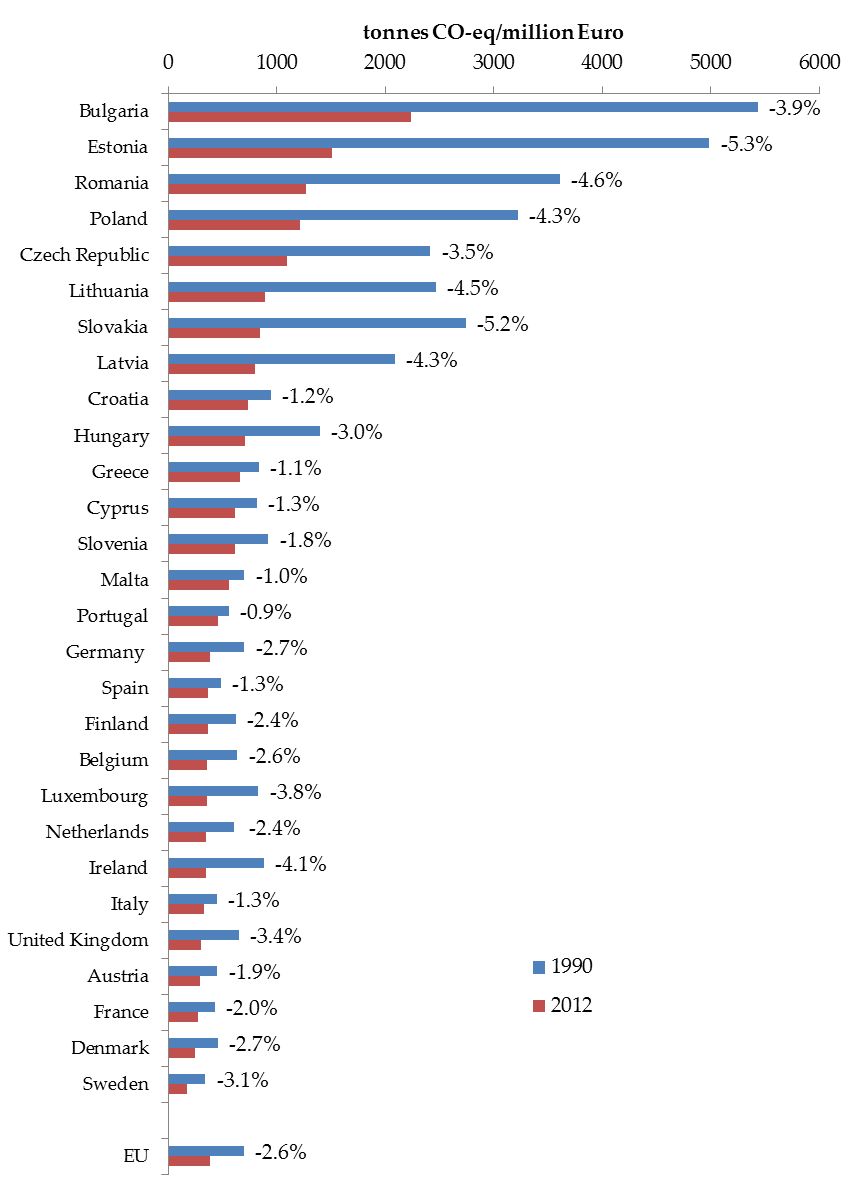 tonnes CO-eq/million Euro
0 1000 2000 3000 4000 5000 6000
Bulgaria -3.9%
Estonia -5.3%
Romania -4.6%
Poland -4.3%
Czech Republic -3.5%
Lithuania -4.5%
Slovakia -5.2%
Latvia -4.3%
Croatia -1.2%
Hungary -3.0%
Greece -1.1%
Cyprus -1.3%
Slovenia -1.8%
Malta -1.0%
Portugal -0.9%
Germany -2.7%
Spain -1.3%
Finland -2.4%
Belgium -2.6%
Luxembourg -3.8%
Netherlands -2.4%
Ireland -4.1%
Italy -1.3%
United Kingdom -3.4%
1990
Austria -1.9%
2012
France -2.0%
Denmark -2.7%
Sweden -3.1%
EU -2.6%